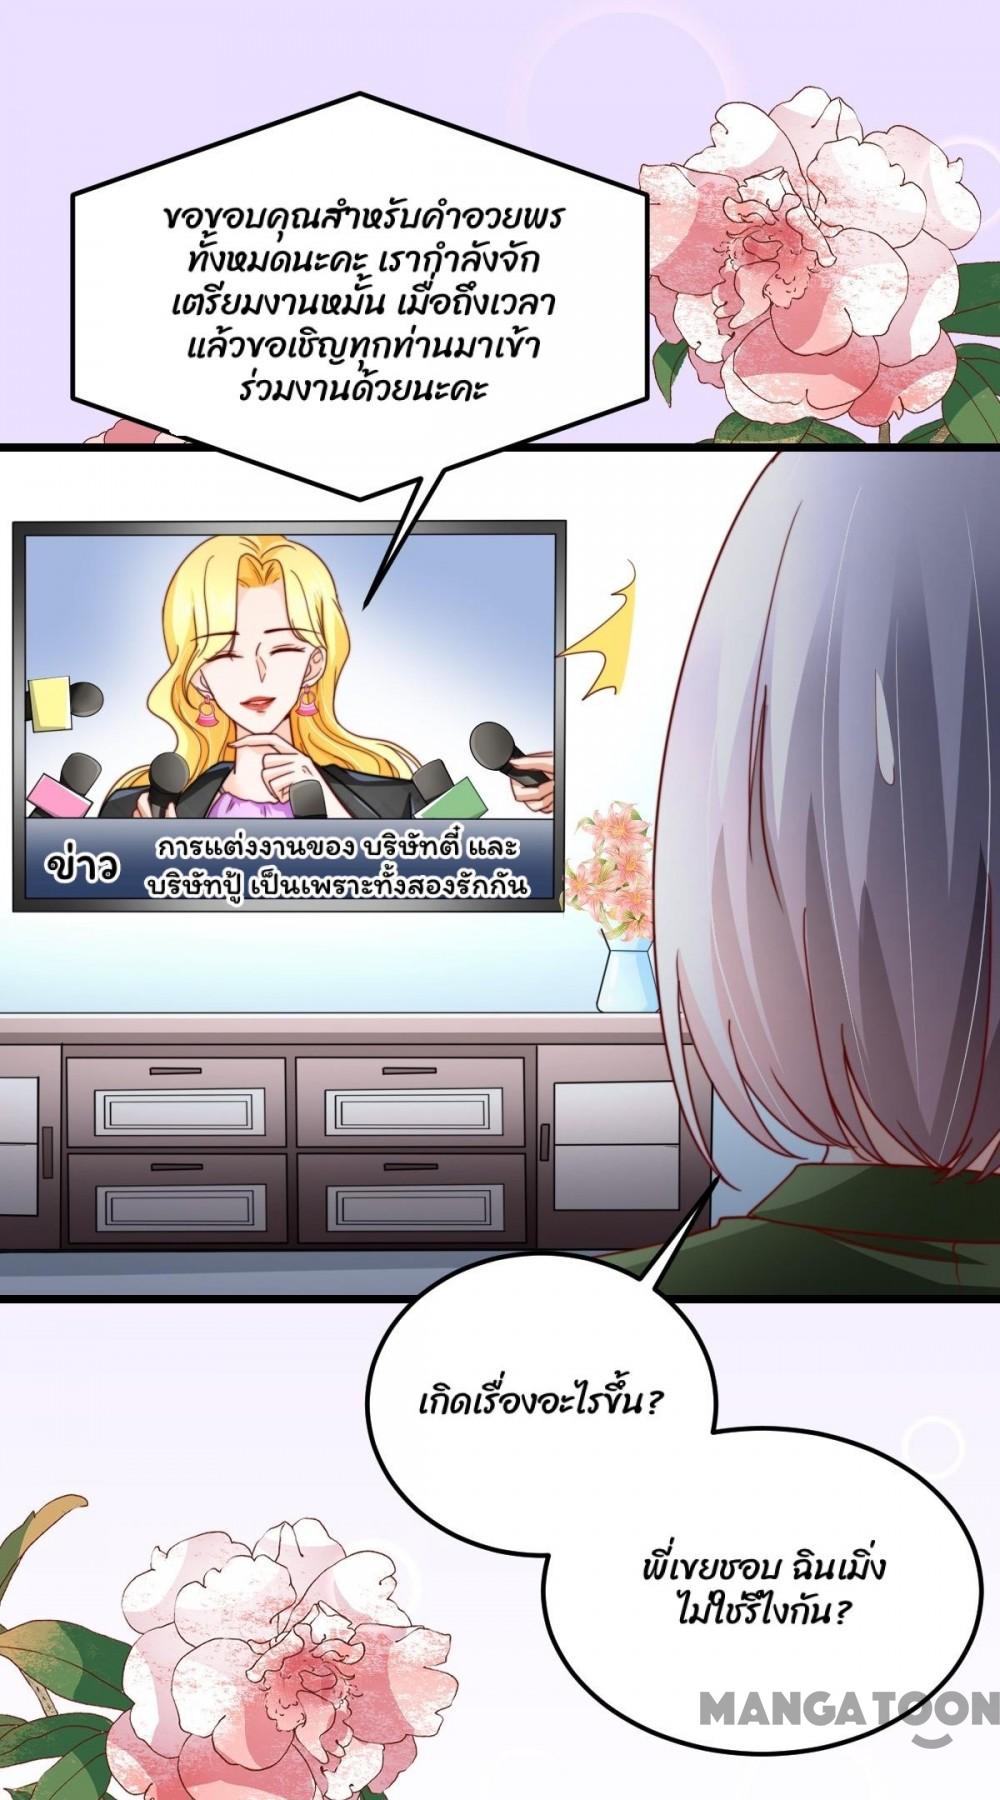 ขอขอบคุณสำหรับคำอวยพร
ทั้งหมดนะคะ เรากำลังจัก
เตรียมงานหมั้น เมื่อถึงเวลา
แล้วขอเชิญทุกท่านมาเข้า
ร่วมงานด้วยนะคะ
ข่าว
การแต่งงานของ บริษัทตี๋ และ
บริษัทปู้ เป็นเพราะทั้งสองรักกัน
เกิดเรื่องอะไรขึ้น?
พี่เขยชอบ ฉินเมิ่ง
ไม่ใช่รึไงกัน?
MANGATOON